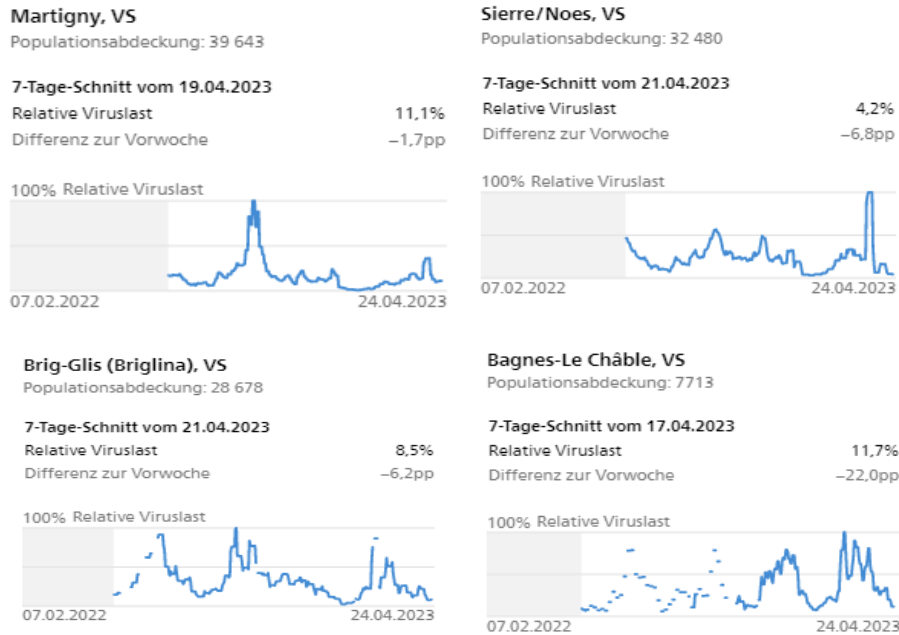 Martigny, VS
Populationsabdeckung: 39 643
7-Tage-Schnitt vom 19.04.2023
Relative Viruslast 11,1%
Differenz zur Vorwoche –1,7pp
100% Relative Viruslast
07.02.2022 24.04.2023
Sierre/Noes, VS
Populationsabdeckung: 32 480
7-Tage-Schnitt vom 21.04.2023
Relative Viruslast 4,2%
Differenz zur Vorwoche –6,8pp
100% Relative Viruslast
07.02.2022 24.04.2023
Brig-Glis (Briglina), VS
Populationsabdeckung: 28 678
7-Tage-Schnitt vom 21.04.2023
Relative Viruslast 8,5%
Differenz zur Vorwoche –6,2pp
100% Relative Viruslast
07.02.2022 24.04.2023
Bagnes-Le Châble, VS
Populationsabdeckung: 7713
7-Tage-Schnitt vom 17.04.2023
Relative Viruslast 11,7%
Differenz zur Vorwoche –22,0pp
100% Relative Viruslast
07.02.2022 24.04.2023